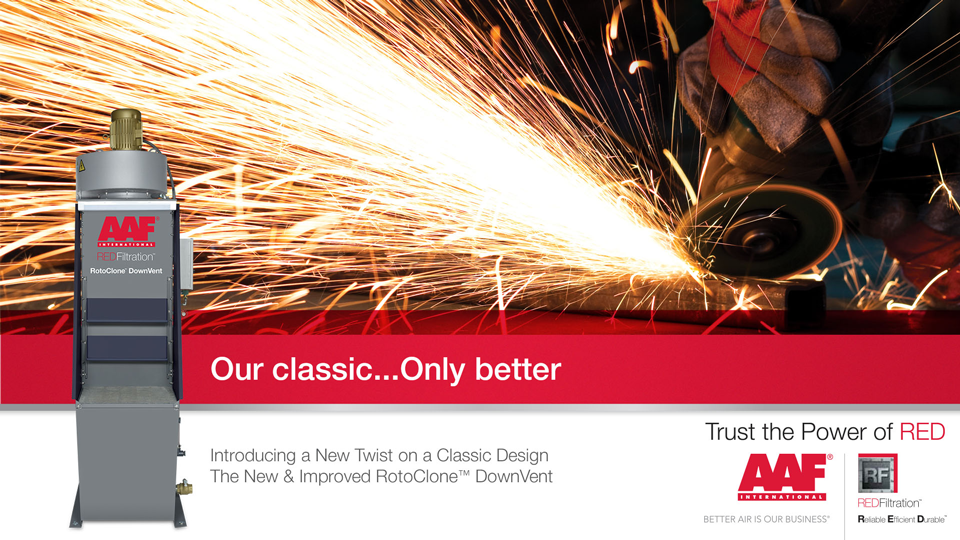 AAF®
INTERNATIONAL
REDFiltration™
RotoClone® DownVent
Our classic...Only better
Introducing a New Twist on a Classic Design
The New & Improved RotoClone™ DownVent
Trust the Power of RED
AAF®
INTERNATIONAL
BETTER AIR IS OUR BUSINESS®
RF
REDFiltration™
Reliable Efficient Durable™